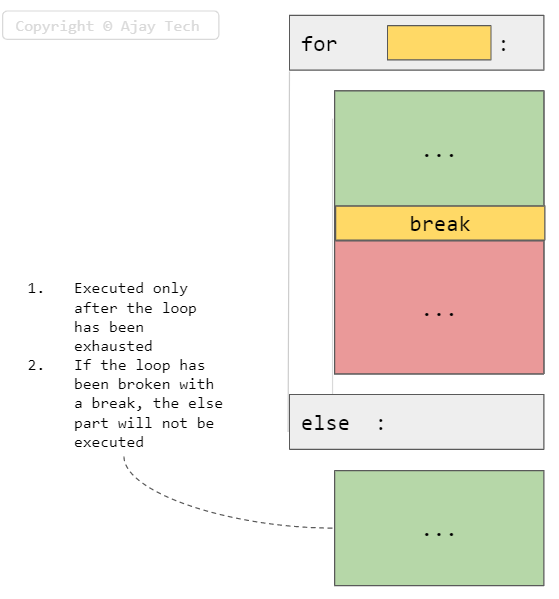 Copyright © Ajay Tech
for :
...
break
...
1. Executed only
after the loop
has been
exhausted
2. If the loop has
been broken with
a break, the else
part will not be
executed
else :
...